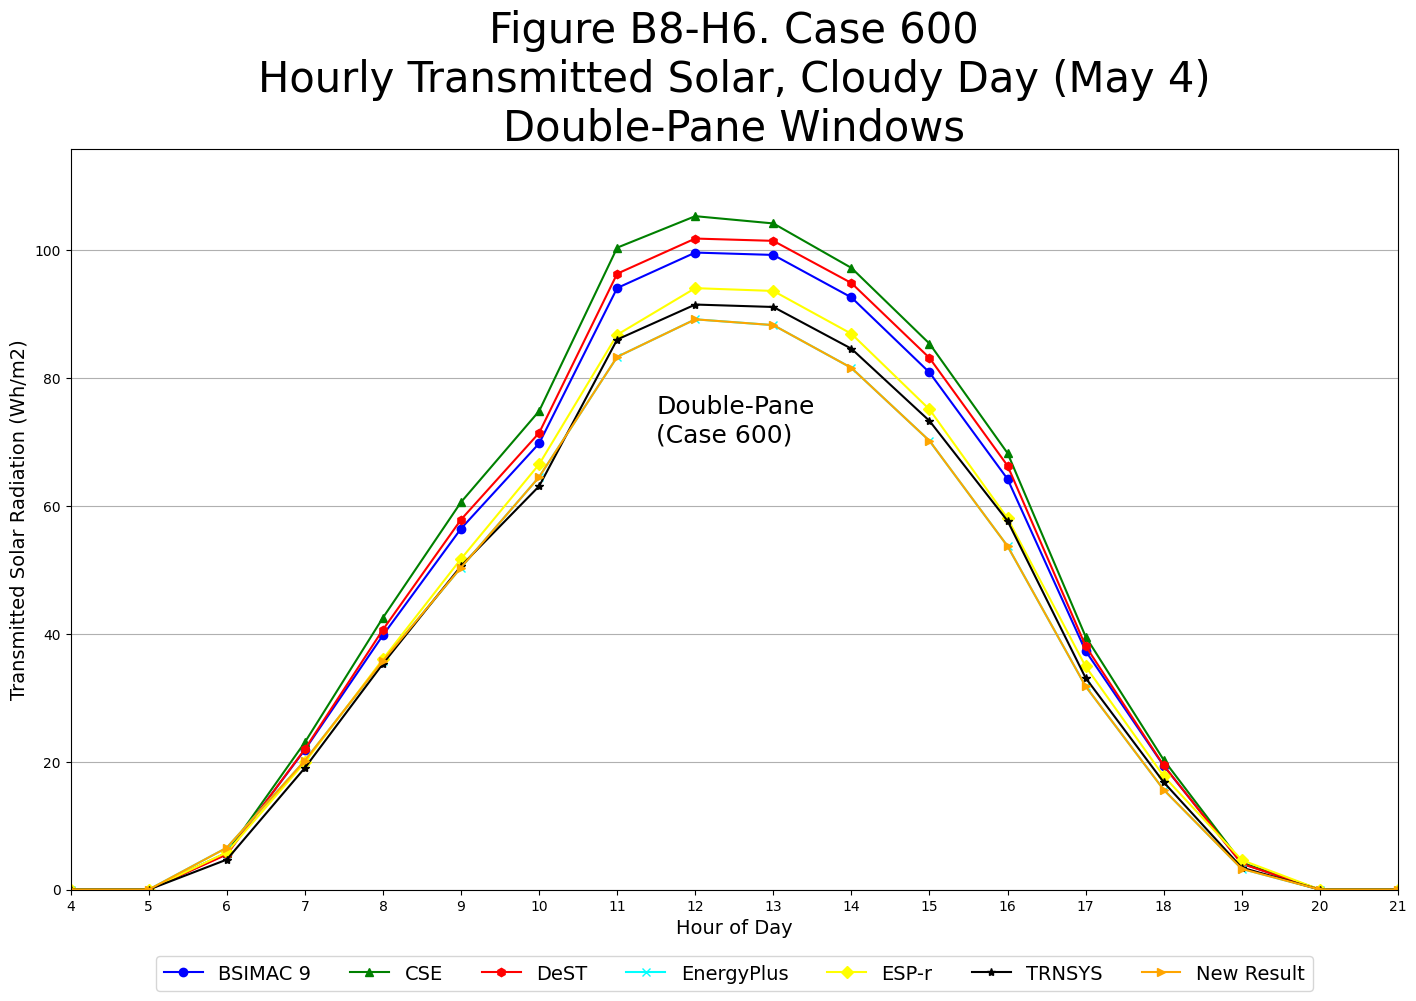 Figure B8-H6. Case 600
Hourly Transmitted Solar, Cloudy Day (May 4)
Double-Pane Windows
Transmitted Solar Radiation (Wh/m2)
100
80
60
40
20
0
Double-Pane
(Case 600)
4 5 6 7 8 9 10 11 12 13 14 15 16 17 18 19 20 21
Hour of Day
BSIMAC 9 CSE DeST EnergyPlus ESP-r TRNSYS New Result